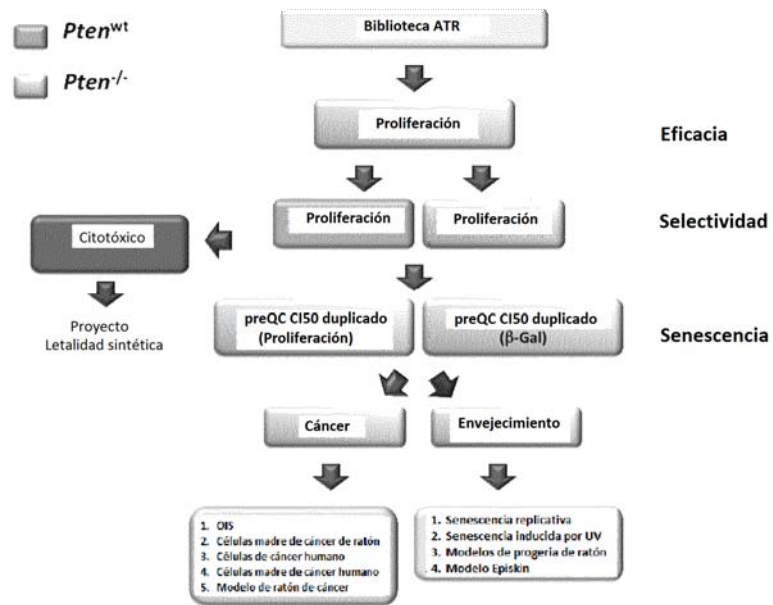 Pten^wt
Pten^-/-
Biblioteca ATR
Proliferación
Eficacia
Proliferación
Proliferación
Selectividad
Citotóxico
Proyecto
Letalidad sintética
preQC CI50 duplicado
(Proliferación)
preQC CI50 duplicado
(β-Gal)
Senescencia
Cáncer
Envejecimiento
1. OIS
2. Células madre de cáncer de ratón
3. Células de cáncer humano
4. Células madre de cáncer humano
5. Modelo de ratón de cáncer
1. Senescencia replicativa
2. Senescencia inducida por UV
3. Modelos de progeria de ratón
4. Modelo Episkin